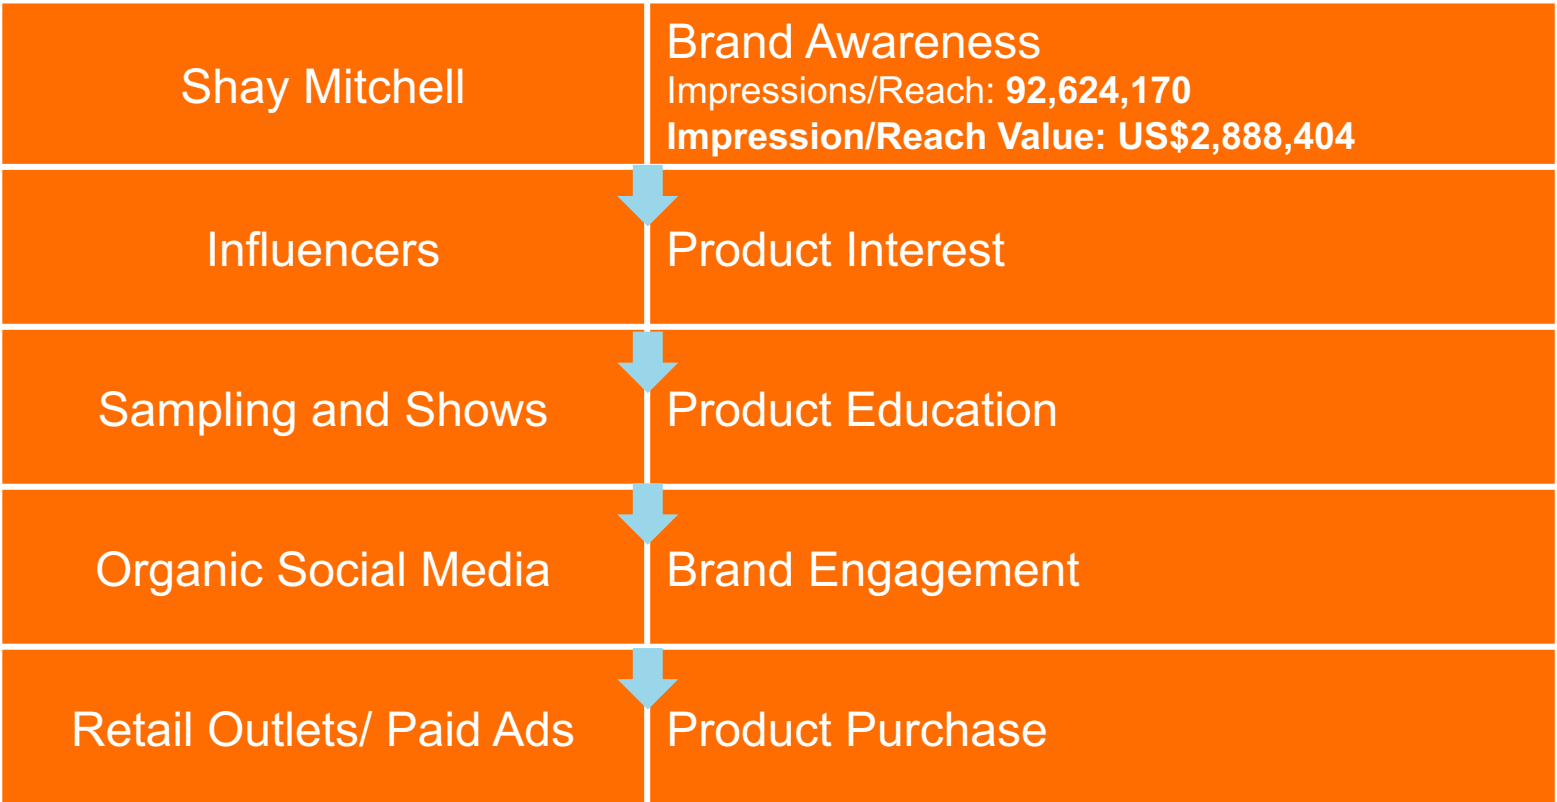 Shay Mitchell
Brand Awareness
Impressions/Reach: 92,624,170
Impression/Reach Value: US$2,888,404
Influencers
Product Interest
Sampling and Shows
Product Education
Organic Social Media
Brand Engagement
Retail Outlets/ Paid Ads
Product Purchase